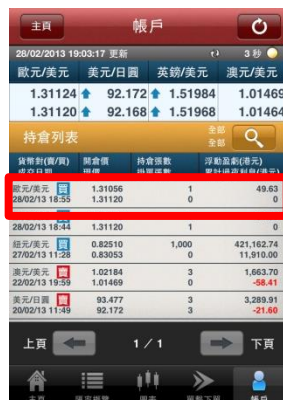 主頁
帳戶
28/02/2013 19:03:17 更新
3 秒
歐元/美元 美元/日圓 英鎊/美元 澳元/美元
1.31124 92.172 1.51984 1.01469
1.31120 92.168 1.51968 1.01464
持倉列表
全部
全部
貨幣對(賣/買) 開倉價 持倉張數 浮動盈虧(港元)
成交日期 現價 掛單張數 累計過夜利息(港元)
歐元/美元 買 1.31056 1 49.63
28/02/13 18:55 1.31120 0 0
28/02/13 18:44 1.31120 0 0
紐元/美元 買 0.82510 1,000 421,162.74
27/02/13 11:28 0.83053 0 11,910.00
澳元/美元 賣 1.02184 3 1,663.70
22/02/13 19:59 1.01469 0 -58.41
美元/日圓 賣 93.477 3 3,289.91
20/02/13 11:49 92.172 3 -21.60
上頁
1 / 1
下頁
主頁
圖表
帳戶